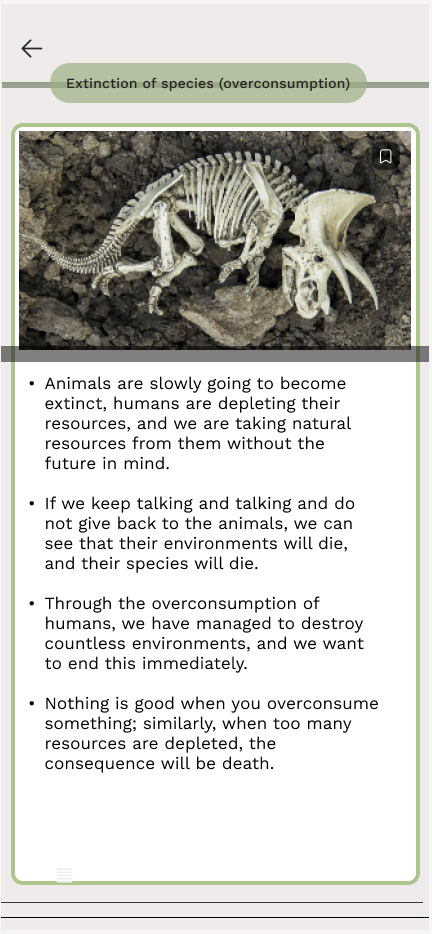 Extinction of species (overconsumption)
• Animals are slowly going to become
extinct, humans are depleting their
resources, and we are taking natural
resources from them without the
future in mind.
• If we keep talking and talking and do
not give back to the animals, we can
see that their environments will die,
and their species will die.
• Through the overconsumption of
humans, we have managed to destroy
countless environments, and we want
to end this immediately.
• Nothing is good when you overconsume
something; similarly, when too many
resources are depleted, the
consequence will be death.